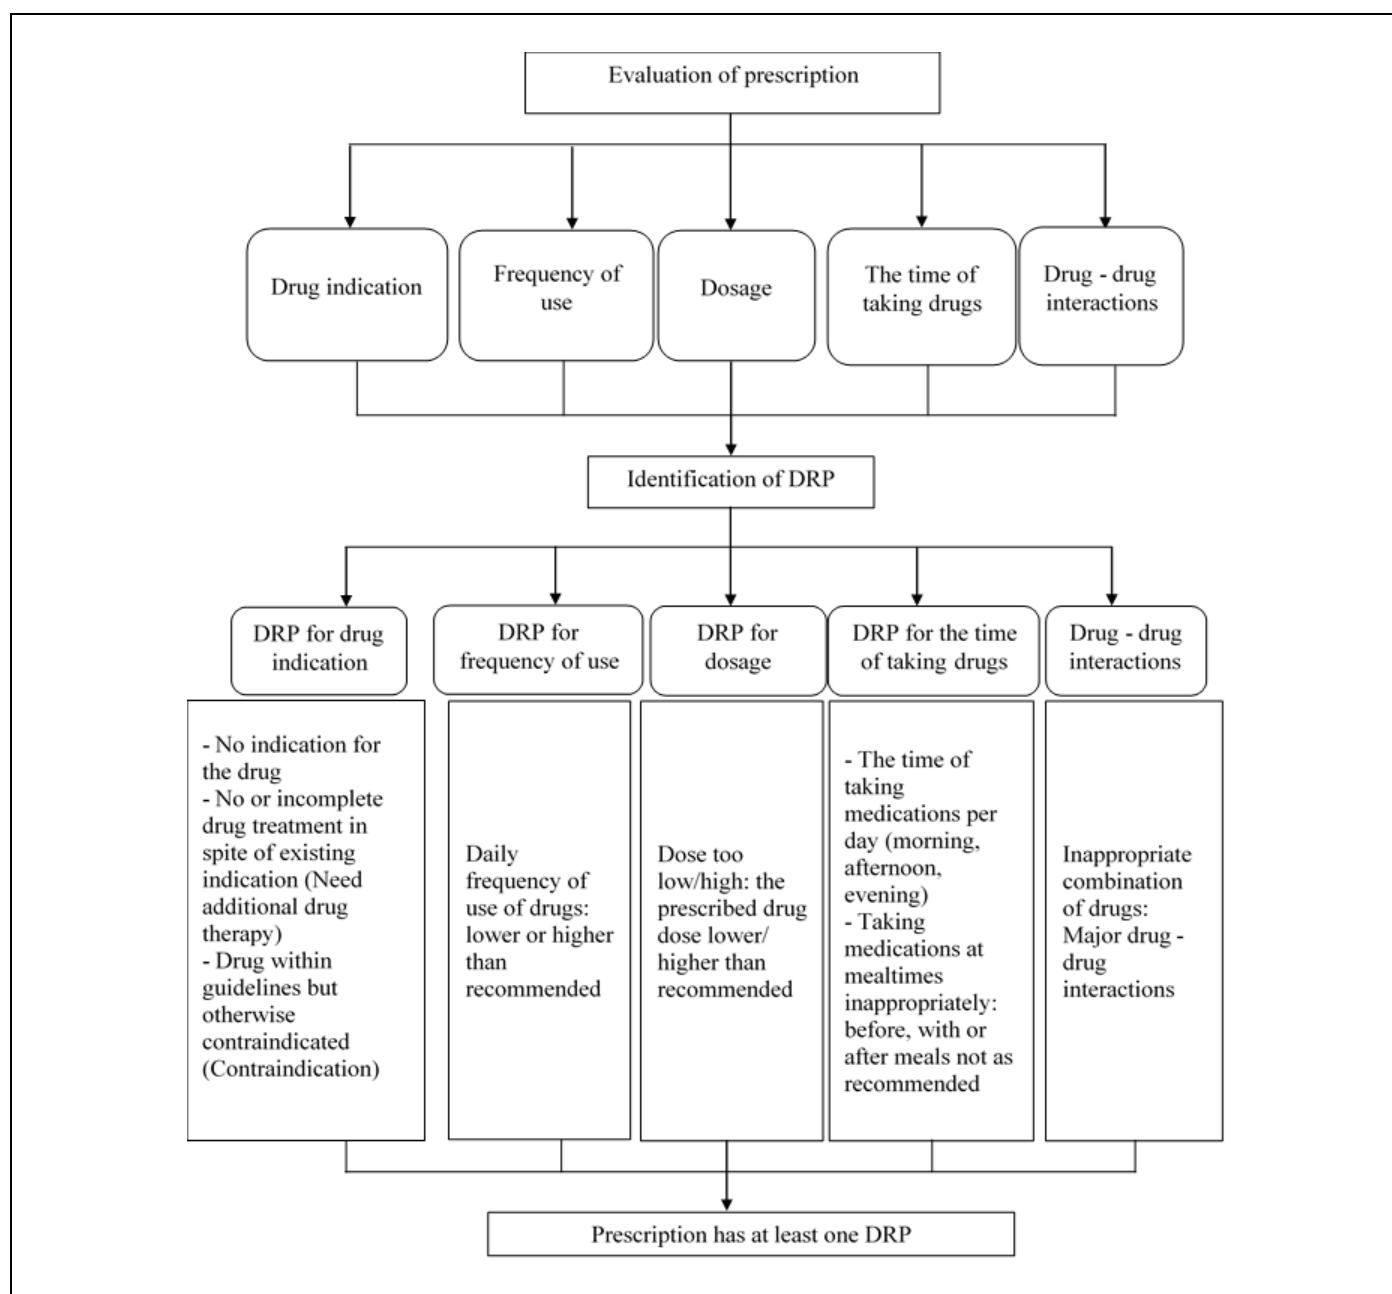 Evaluation of prescription
Drug indication
Frequency of
use
Dosage
The time of
taking drugs
Drug - drug
interactions
Identification of DRP
DRP for drug
indication
DRP for
frequency of use
DRP for
dosage
DRP for the time
of taking drugs
Drug - drug
interactions
- No indication for
the drug
- No or incomplete
drug treatment in
spite of existing
indication (Need
additional drug
therapy)
- Drug within
guidelines but
otherwise
contraindicated
(Contraindication)
Daily
frequency of
use of drugs:
lower or higher
than
recommended
Dose too
low/high: the
prescribed drug
dose lower/
higher than
recommended
- The time of
taking
medications per
day (morning,
afternoon,
evening)
- Taking
medications at
mealtimes
inappropriately:
before, with or
after meals not as
recommended
Inappropriate
combination
of drugs:
Major drug -
drug
interactions
Prescription has at least one DRP